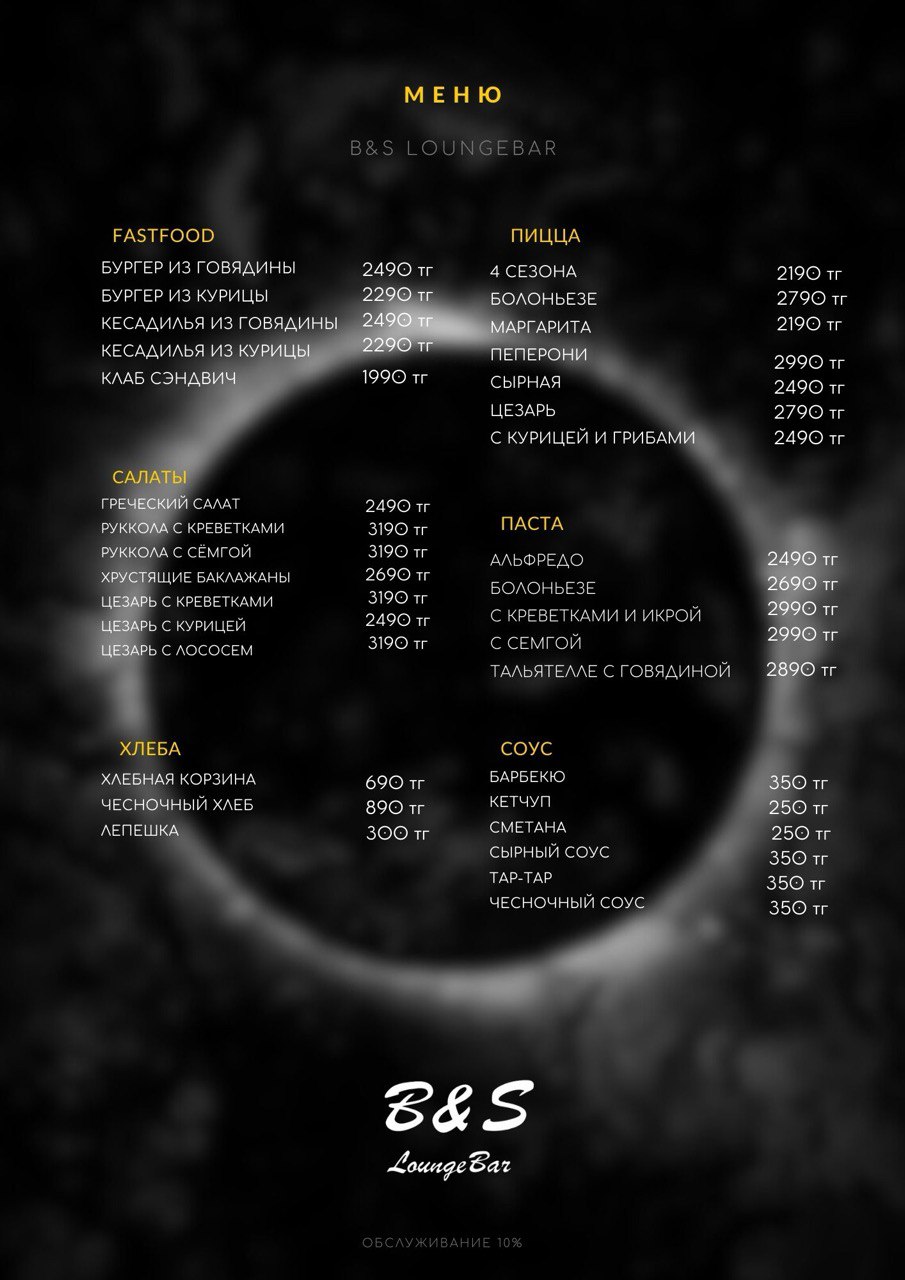 МЕНЮ
B&S LOUNGEBAR
FASTFOOD
БУРГЕР ИЗ ГОВЯДИНЫ 2490 тг
БУРГЕР ИЗ КУРИЦЫ 2290 тг
КЕСАДИЛЬЯ ИЗ ГОВЯДИНЫ 2490 тг
КЕСАДИЛЬЯ ИЗ КУРИЦЫ 2290 тг
КЛАБ СЭНДВИЧ 1990 тг
САЛАТЫ
ГРЕЧЕСКИЙ САЛАТ 2490 тг
РУККОЛА С КРЕВЕТКАМИ 3190 тг
РУККОЛА С СЁМГОЙ 3190 тг
ХРУСТЯЩИЕ БАКЛАЖАНЫ 2690 тг
ЦЕЗАРЬ С КРЕВЕТКАМИ 3190 тг
ЦЕЗАРЬ С КУРИЦЕЙ 2490 тг
ЦЕЗАРЬ С ЛОСОСЕМ 3190 тг
ХЛЕБА
ХЛЕБНАЯ КОРЗИНА 690 тг
ЧЕСНОЧНЫЙ ХЛЕБ 890 тг
ЛЕПЕШКА 300 тг
ПИЦЦА
4 СЕЗОНА 2190 тг
БОЛОНЬЕЗЕ 2790 тг
МАРГАРИТА 2190 тг
ПЕПЕРОНИ 2990 тг
СЫРНАЯ 2490 тг
ЦЕЗАРЬ 2790 тг
С КУРИЦЕЙ И ГРИБАМИ 2490 тг
ПАСТА
АЛЬФРЕДО 2490 тг
БОЛОНЬЕЗЕ 2690 тг
С КРЕВЕТКАМИ И ИКРОЙ 2990 тг
С СЕМГОЙ 2990 тг
ТАЛЬЯТЕЛЛЕ С ГОВЯДИНОЙ 2890 тг
СОУС
БАРБЕКЮ 350 тг
КЕТЧУП 250 тг
СМЕТАНА 250 тг
СЫРНЫЙ СОУС 350 тг
ТАР-ТАР 350 тг
ЧЕСНОЧНЫЙ СОУС 350 тг
B&S
LoungeBar
ОБСЛУЖИВАНИЕ 10%